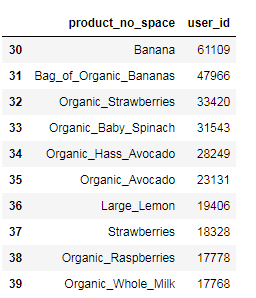 product_no_space user_id
30 Banana 61109
31 Bag_of_Organic_Bananas 47966
32 Organic_Strawberries 33420
33 Organic_Baby_Spinach 31543
34 Organic_Hass_Avocado 28249
35 Organic_Avocado 23131
36 Large_Lemon 19406
37 Strawberries 18328
38 Organic_Raspberries 17778
39 Organic_Whole_Milk 17768